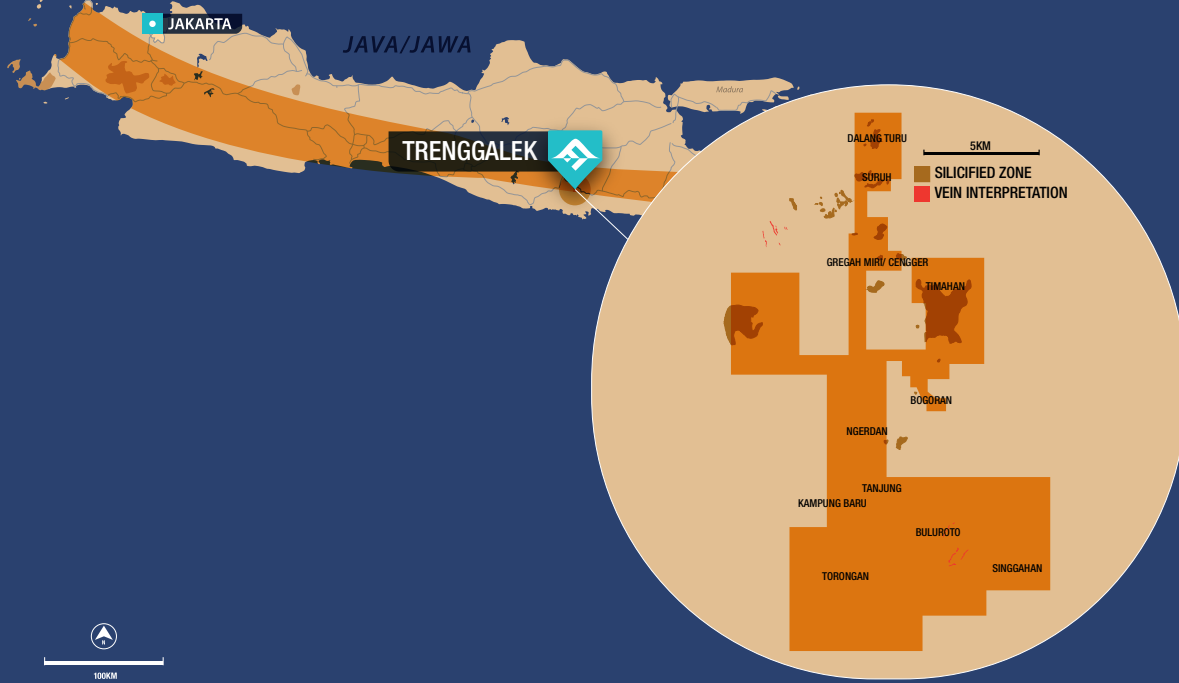 JAKARTA
JAVA/JAWA
Madura
TRENGGALEK
DALANG TURU
5KM
SILICIFIED ZONE
SURUH
VEIN INTERPRETATION
GREGAH MIRI/ CENGGER
TIMAHAN
BOGORAN
NGERDAN
TANJUNG
KAMPUNG BARU
BULUROTO
SINGGAHAN
TORONGAN
N
100KM